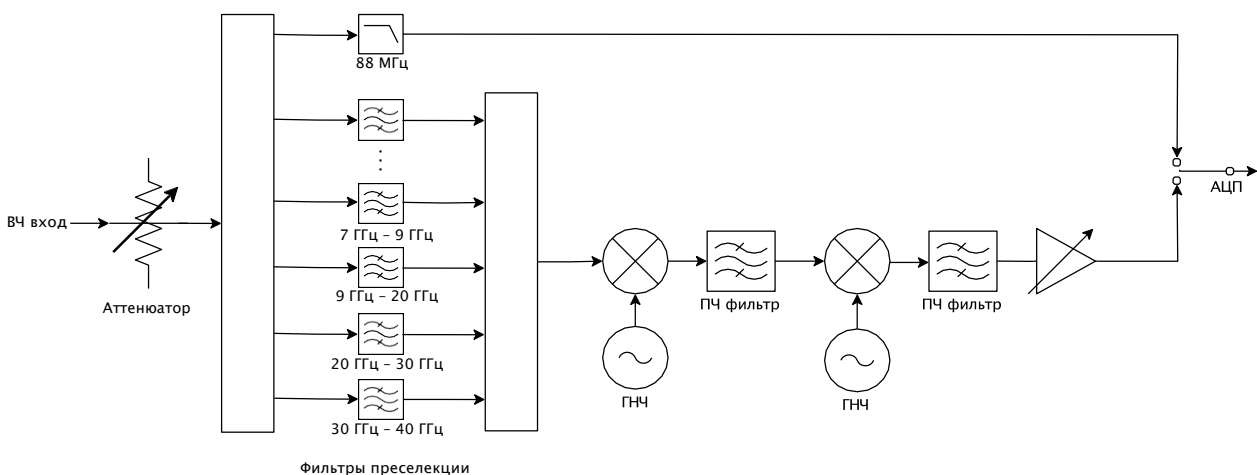 88 МГц
АЦП
ВЧ вход
7 ГГц – 9 ГГц
9 ГГц – 20 ГГц
Аттенюатор
ПЧ фильтр
ПЧ фильтр
20 ГГц – 30 ГГц
ГНЧ
ГНЧ
30 ГГц – 40 ГГц
Фильтры преселекции